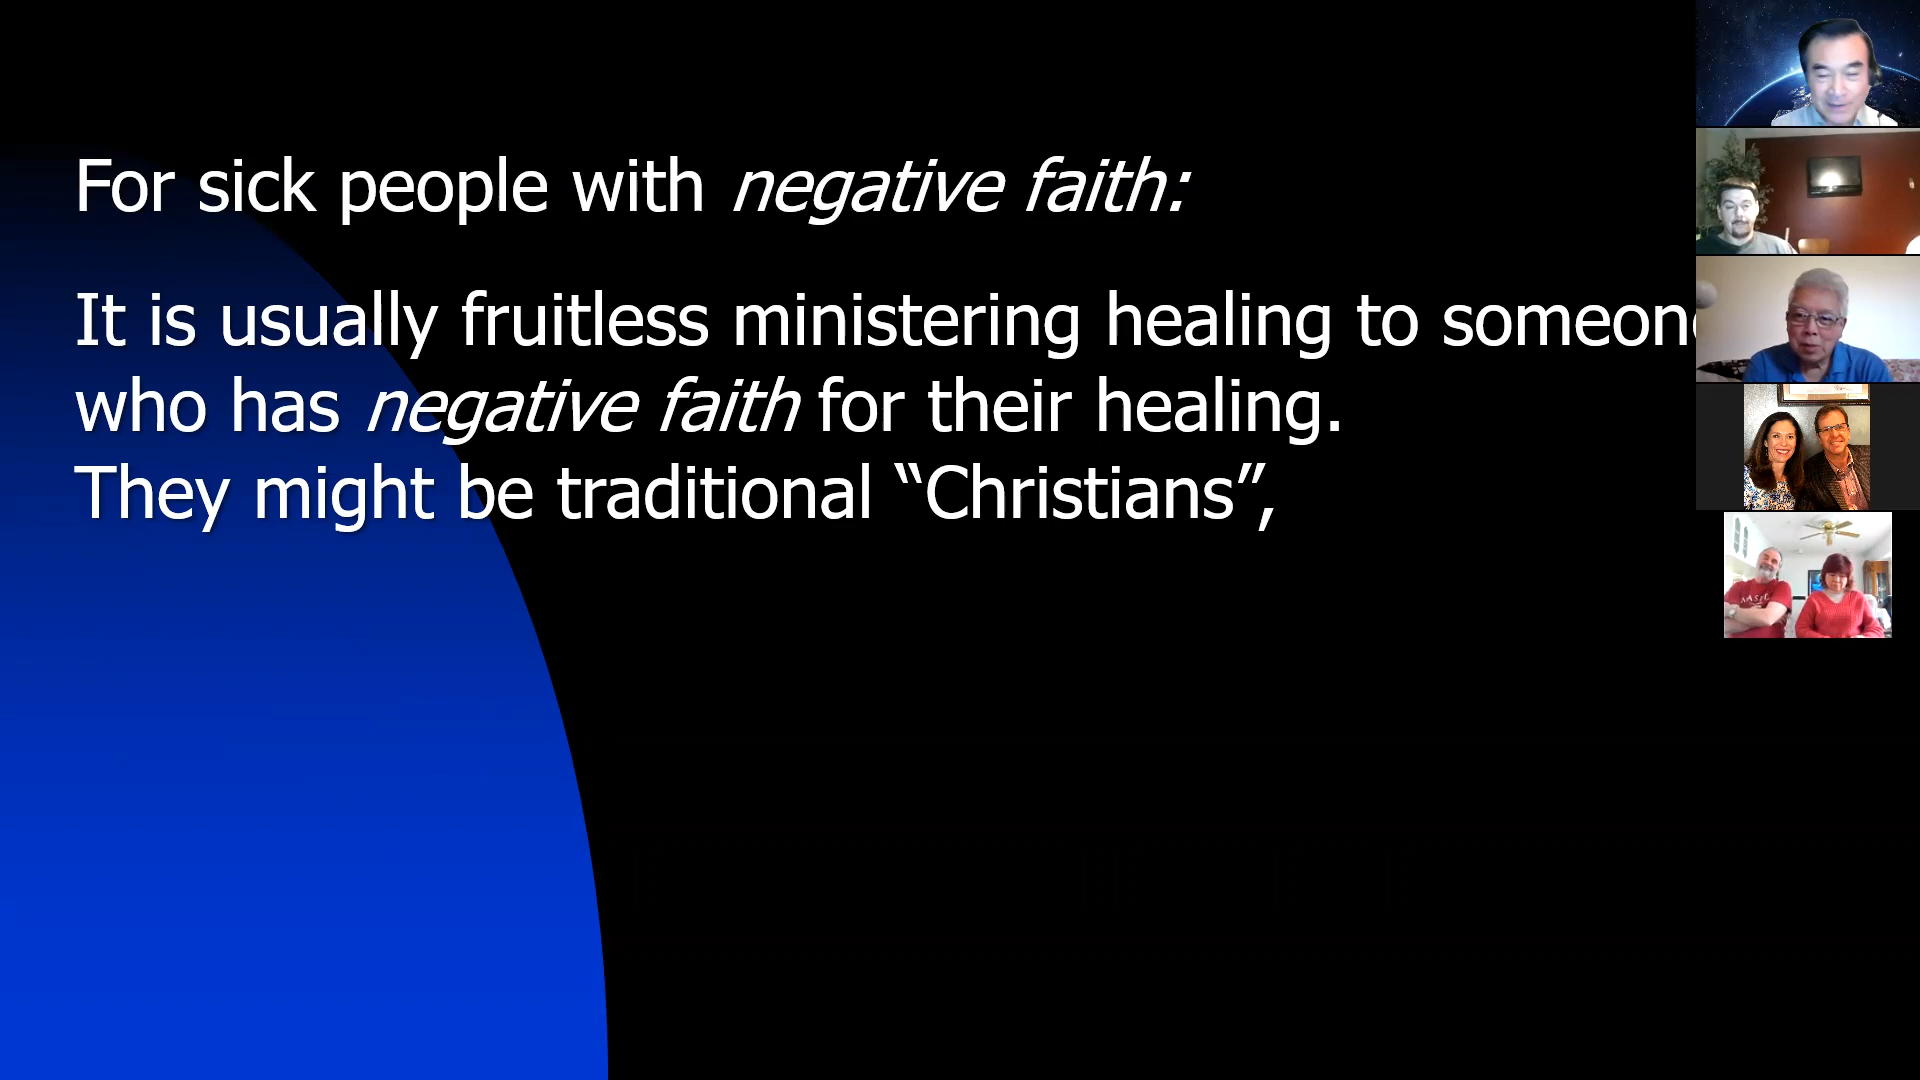 For sick people with negative faith:
It is usually fruitless ministering healing to someon
who has negative faith for their healing.
They might be traditional “Christians”,